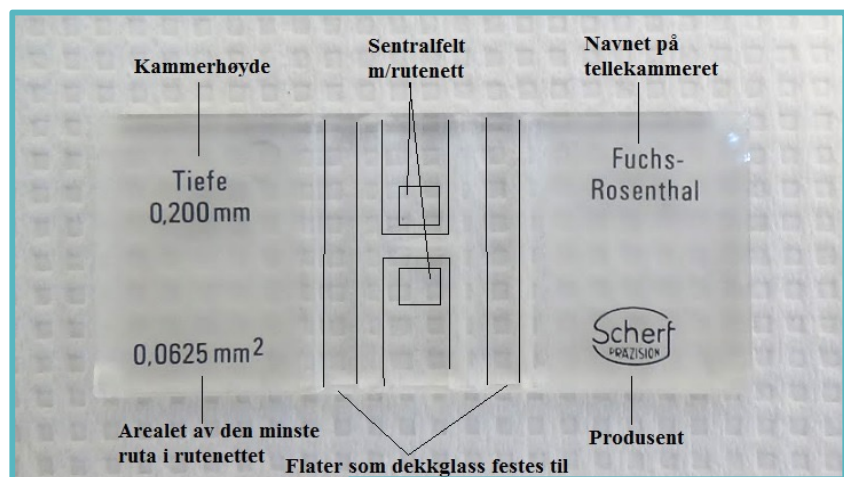 Kammerhøyde
Sentralfelt
m/rutenett
Navnet på
tellekammeret
Tiefe
0,200 mm
Fuchs-
Rosenthal
0,0625 mm²
Scherf
PRÄZISION
Arealet av den minste
ruta i rutenettet
Flater som dekkglass festes til
Produsent